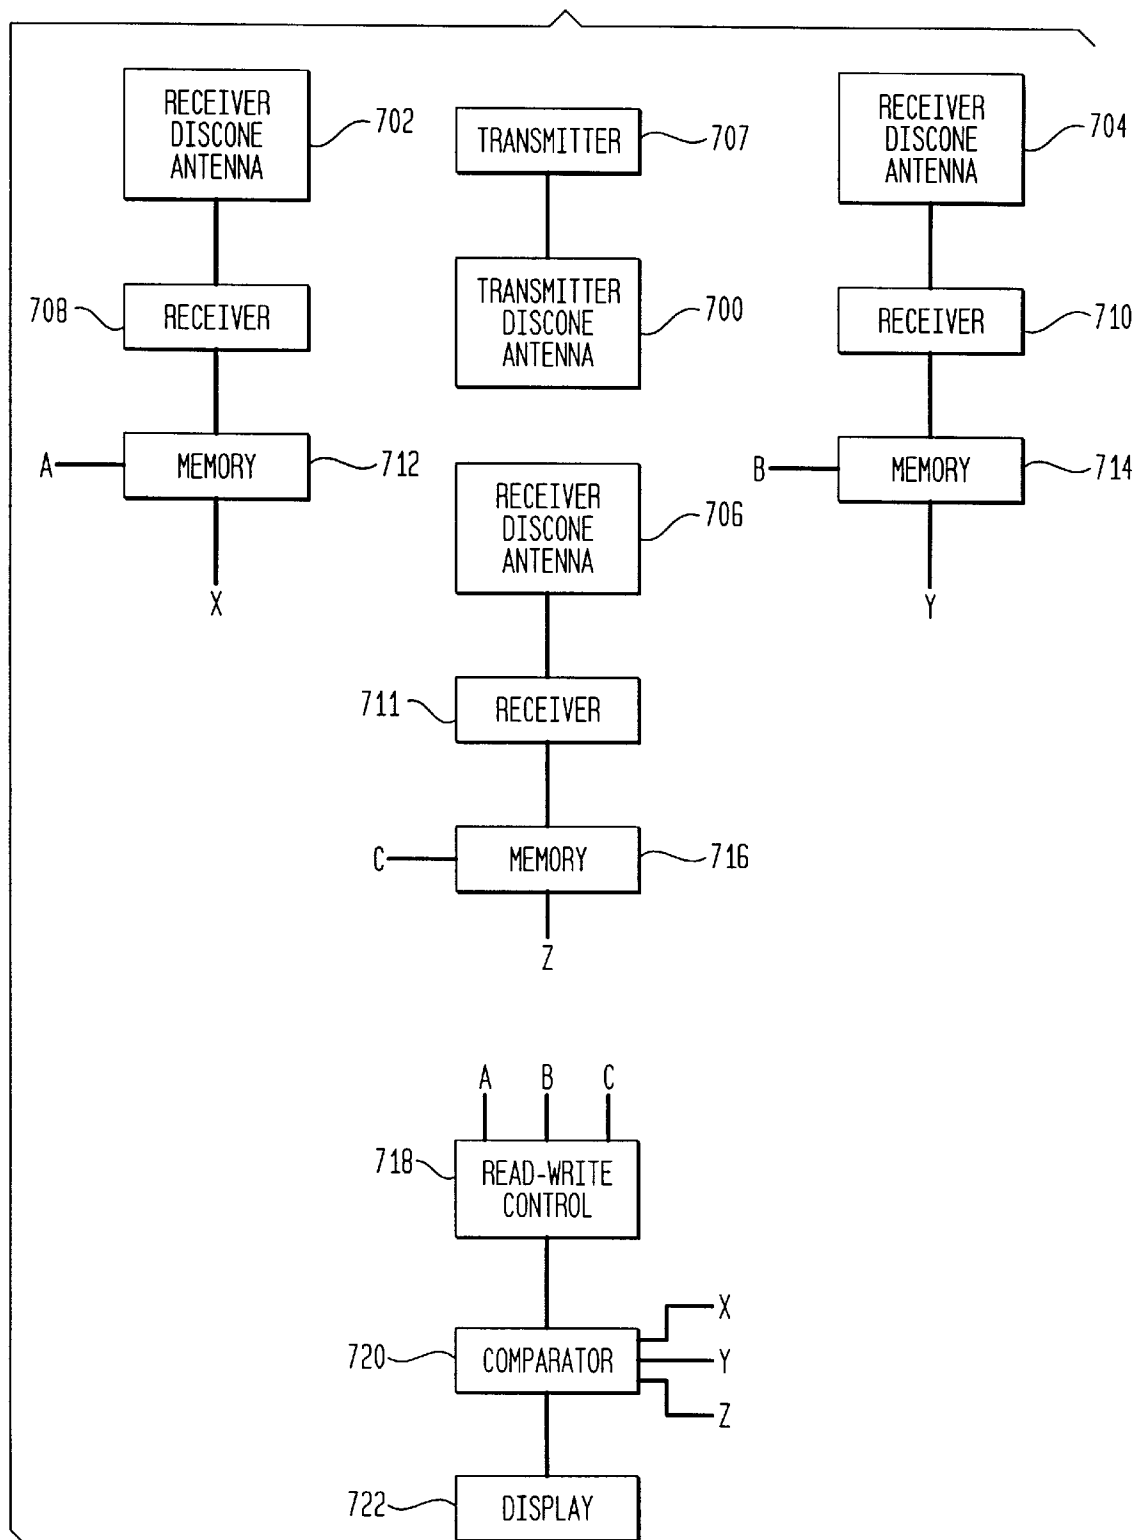 RECEIVER
DISCONE
ANTENNA
702
TRANSMITTER
707
RECEIVER
DISCONE
ANTENNA
704
708
RECEIVER
TRANSMITTER
DISCONE
ANTENNA
700
RECEIVER
710
A
MEMORY
712
X
RECEIVER
DISCONE
ANTENNA
706
B
MEMORY
714
Y
711
RECEIVER
C
MEMORY
716
Z
A B C
718
READ-WRITE
CONTROL
720
COMPARATOR
X
Y
Z
722
DISPLAY